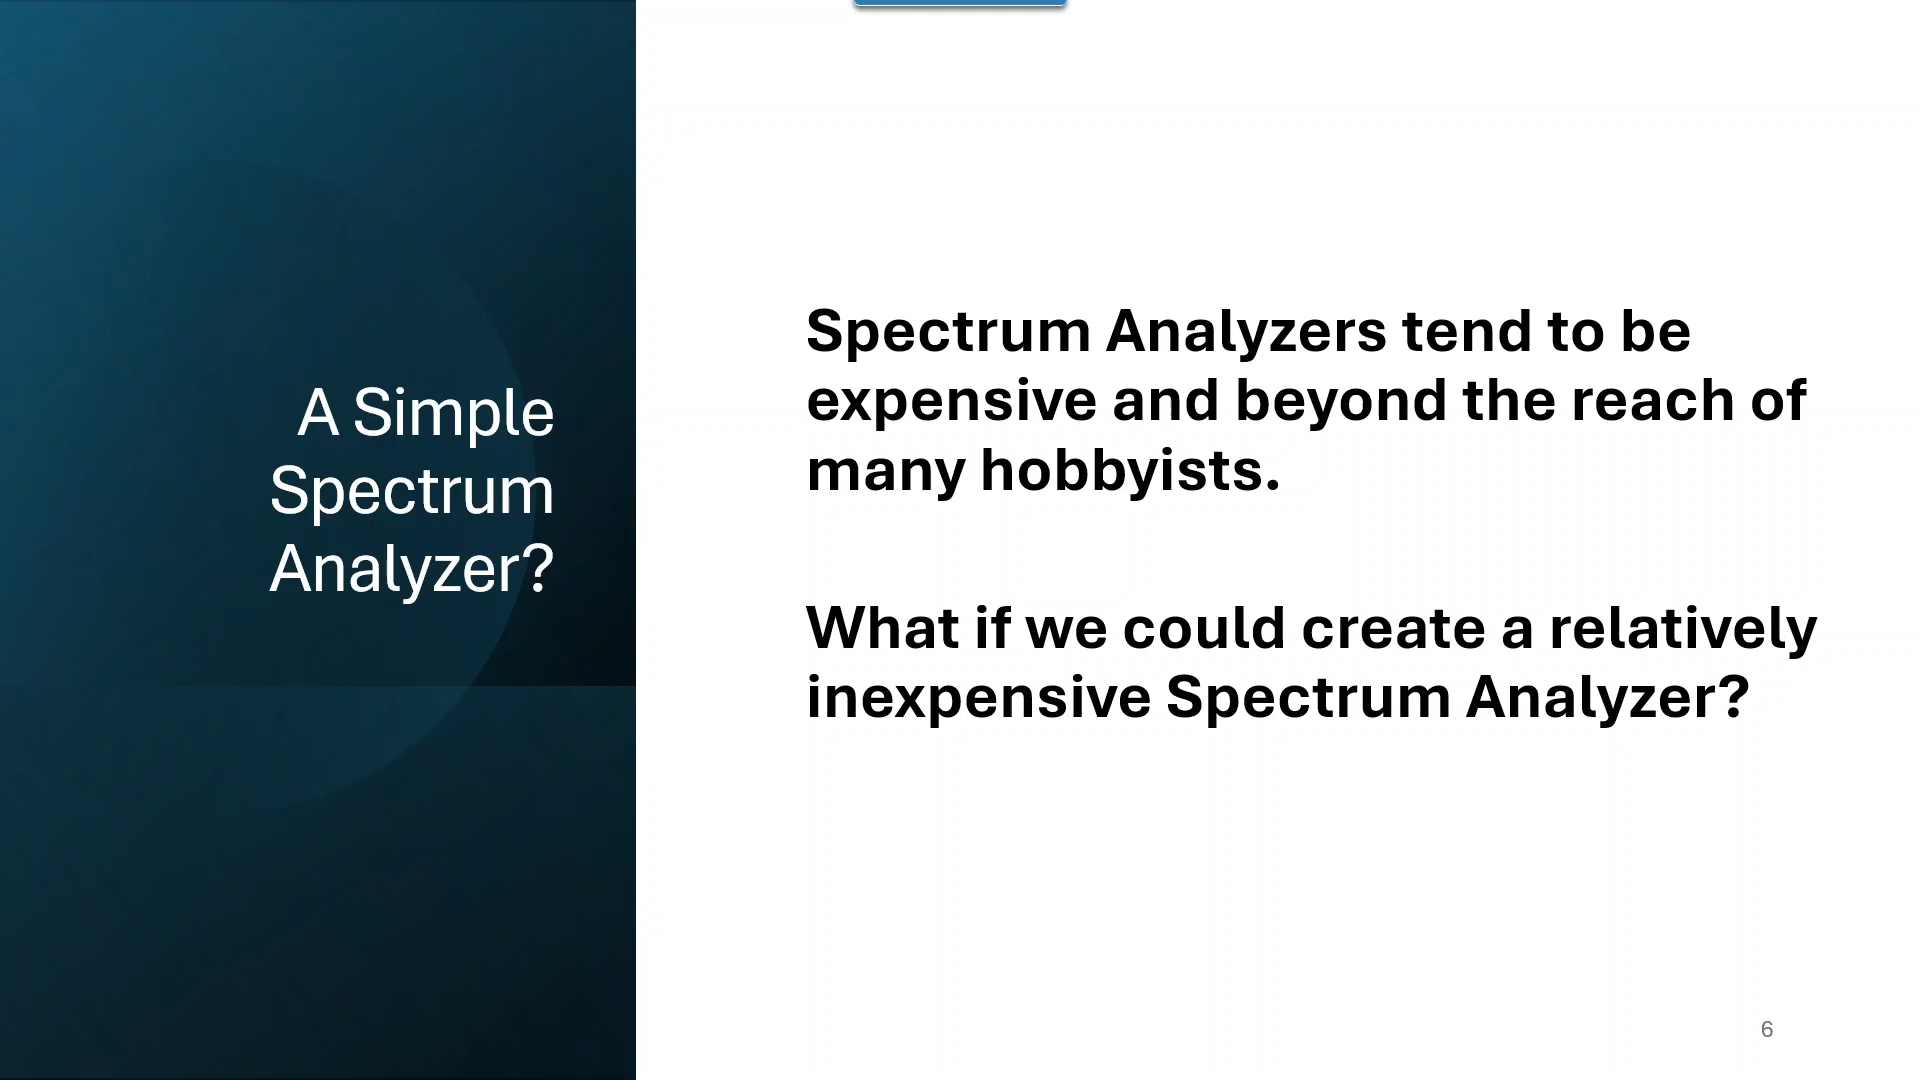 A Simple
Spectrum
Analyzer?
Spectrum Analyzers tend to be
expensive and beyond the reach of
many hobbyists.
What if we could create a relatively
inexpensive Spectrum Analyzer?
6